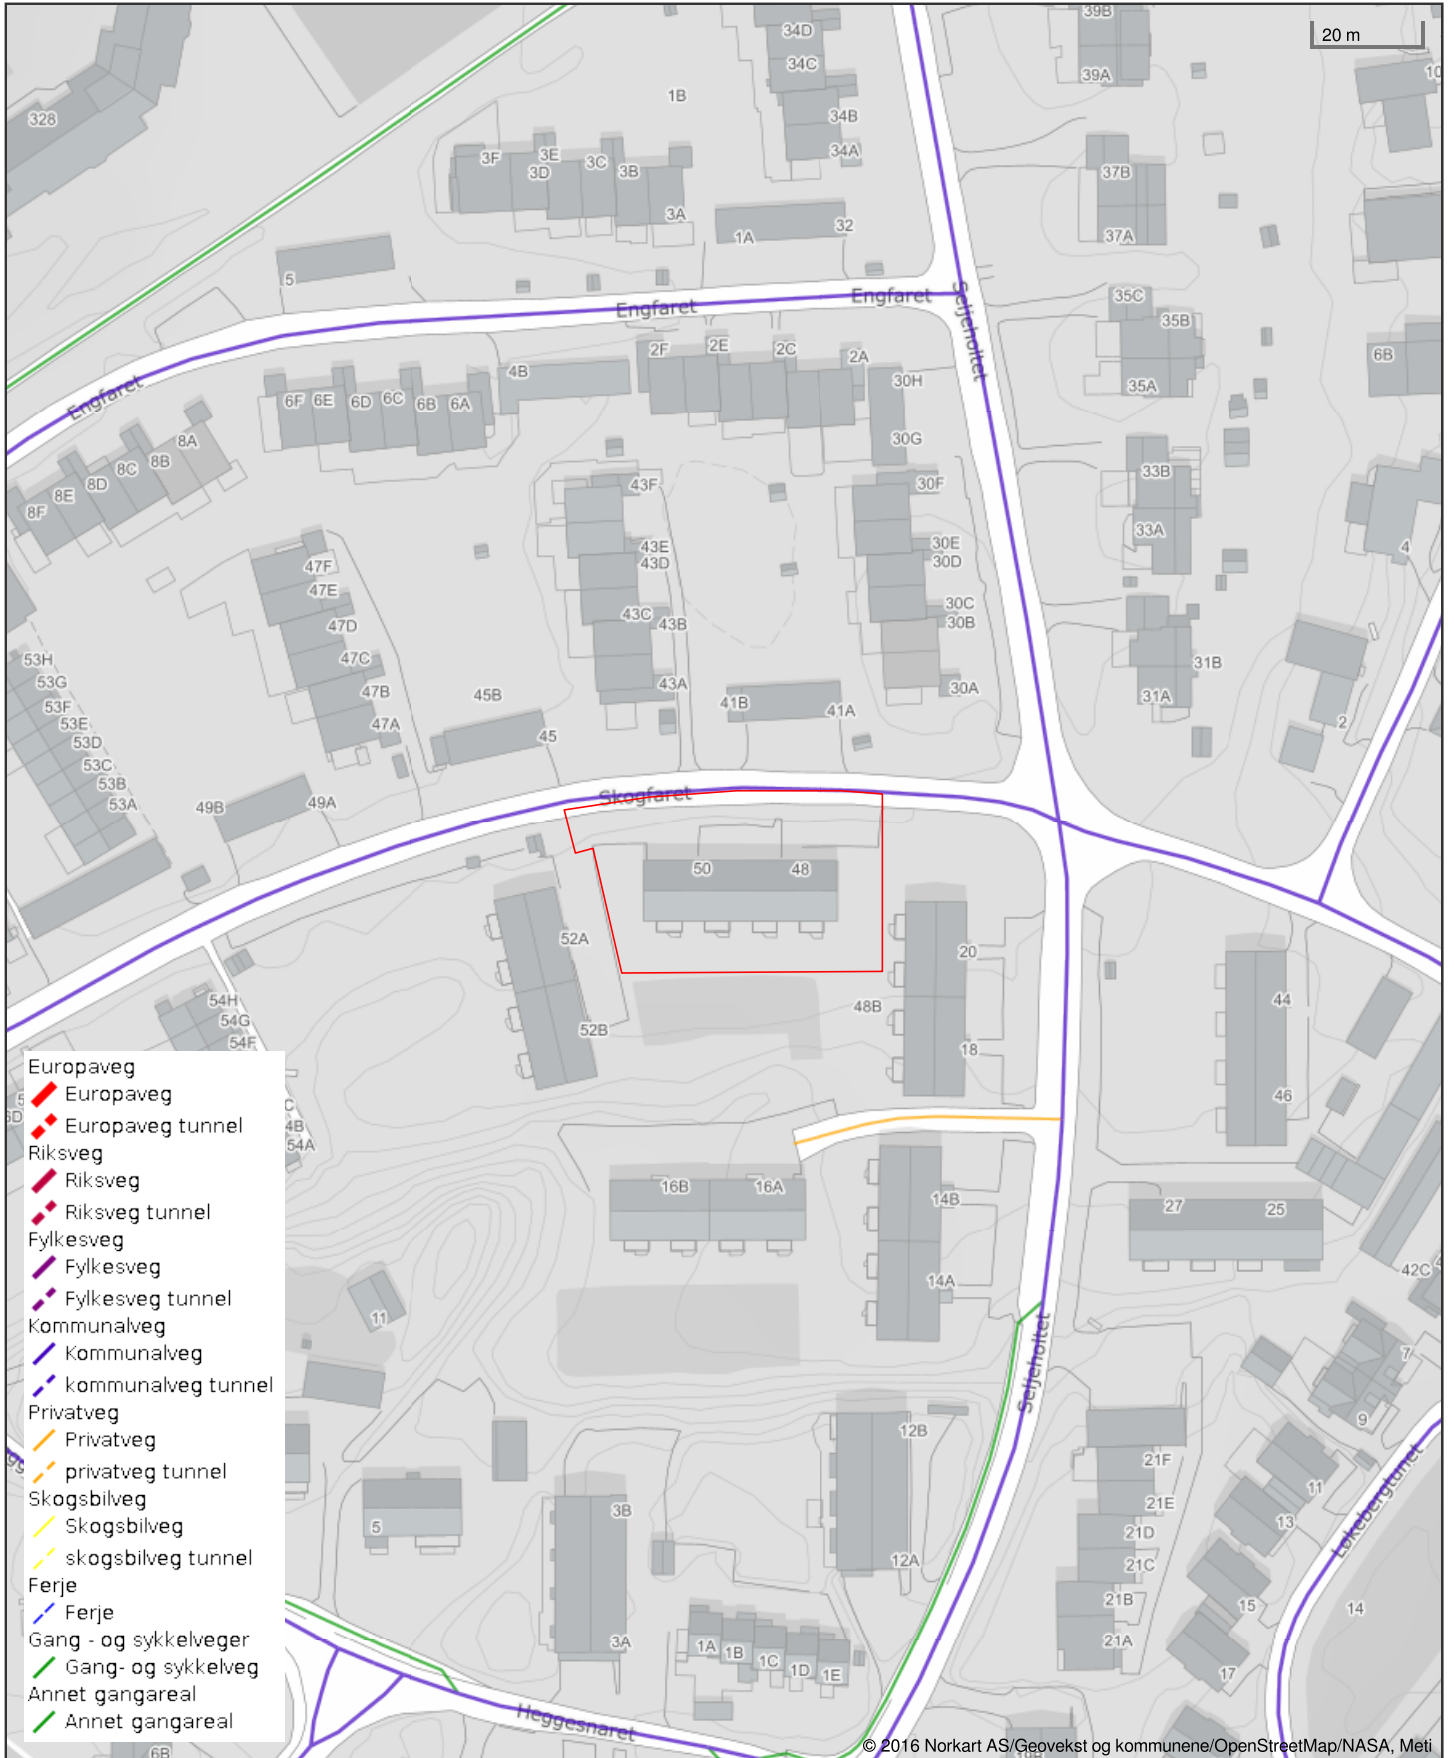 39B
20 m
34D
34C
39A
10
328
1B
34B
34A
3F
3E
3D
3C
3B
37B
3A
32
1A
37A
5
Engfaret
Engfaret
Seljeholtet
35C
35B
2F
2E
2C
2A
6B
4B
30H
35A
Engfaret
6F
6E
6D
6C
6B
6A
30G
8A
8B
8C
8D
8E
8F
43F
30F
33B
33A
43E
43D
30E
30D
4
47F
47E
47D
43C
43B
30C
30B
53H
47C
31B
53G
47B
45B
43A
41B
41A
30A
31A
53F
53E
47A
45
2
53D
53C
53B
53A
49B
49A
Skogfaret
50
48
52A
20
54H
54G
54F
52B
48B
18
44
46
54A
4B
C
6D
16B
16A
14B
14A
27
25
42C
11
7
9
Seljeholtet
12B
21F
21E
21D
21C
21B
21A
11
13
15
17
14
Løkebergtunet
5
3B
3A
12A
1A
1B
1C
1D
1E
Heggesnaret
6B
Europaveg
Europaveg
Europaveg tunnel
Riksveg
Riksveg
Riksveg tunnel
Fylkesveg
Fylkesveg
Fylkesveg tunnel
Kommunalveg
Kommunalveg
kommunalveg tunnel
Privatveg
Privatveg
privatveg tunnel
Skogsbilveg
Skogsbilveg
skogsbilveg tunnel
Ferje
Ferje
Gang - og sykkelveger
Gang- og sykkelveg
Annet gangareal
Annet gangareal
© 2016 Norkart AS/Geovekst og kommunene/OpenStreetMap/NASA, Meti